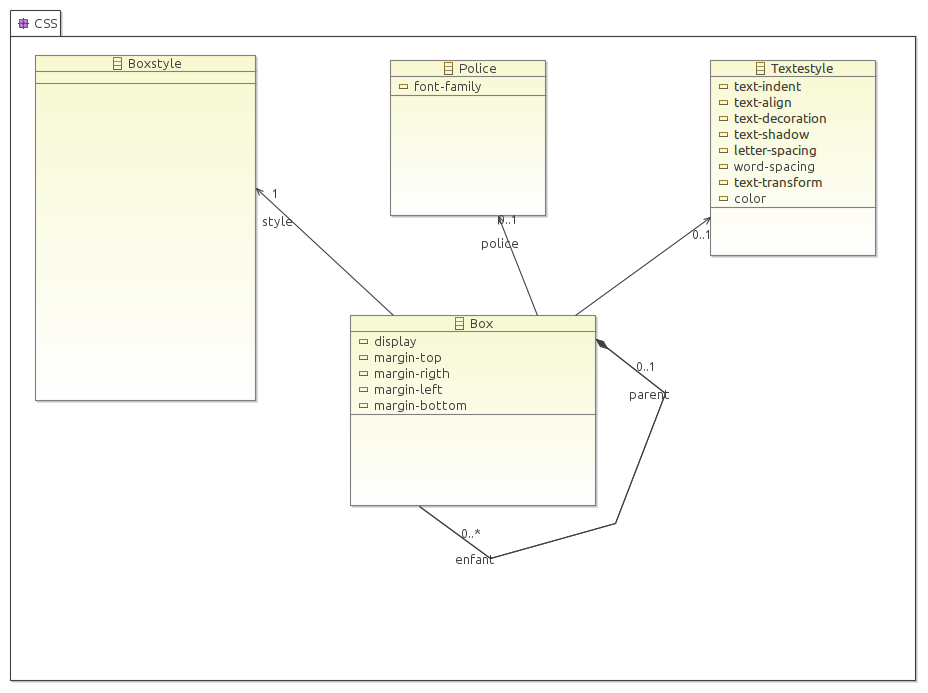 CSS
Boxstyle
Police
font-family
Textestyle
text-indent
text-align
text-decoration
text-shadow
letter-spacing
word-spacing
text-transform
color
1
style
0..1
police
0..1
Box
display
margin-top
margin-rigth
margin-left
margin-bottom
0..1
parent
0..*
enfant